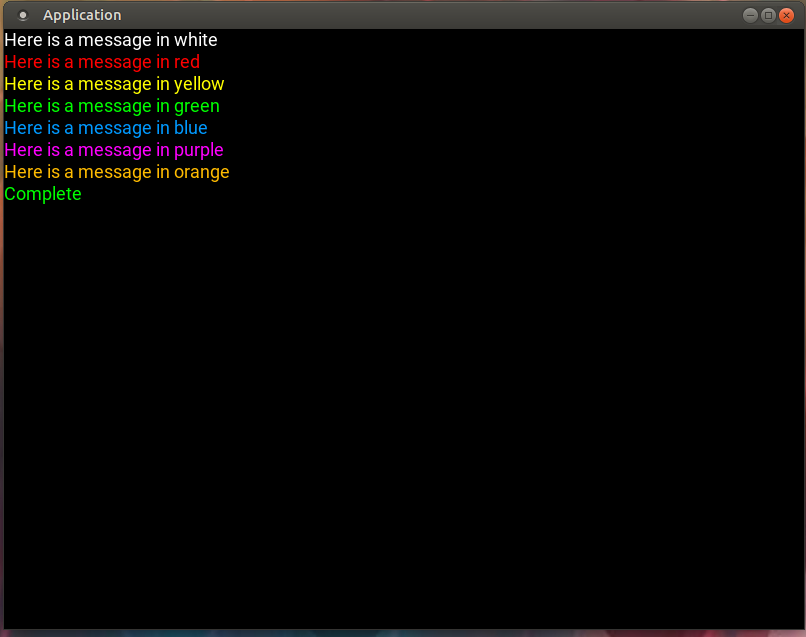 Application
Here is a message in white
Here is a message in red
Here is a message in yellow
Here is a message in green
Here is a message in blue
Here is a message in purple
Here is a message in orange
Complete